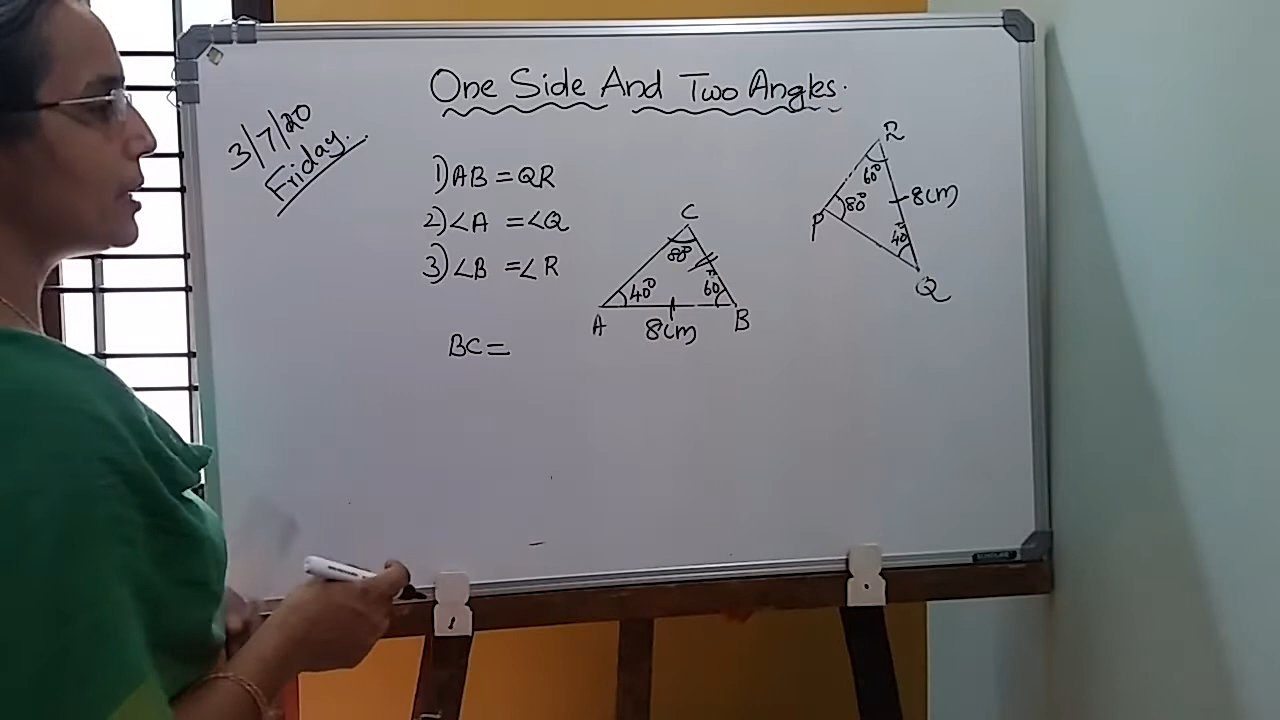 One Side And Two Angles.
3/7/20
Friday.
1) AB = QR
2) ∠A = ∠Q
3) ∠B = ∠R
BC =
C
80°
40°
60°
A
B
8cm
R
60°
80°
8cm
P
40°
Q
SCHOLAR